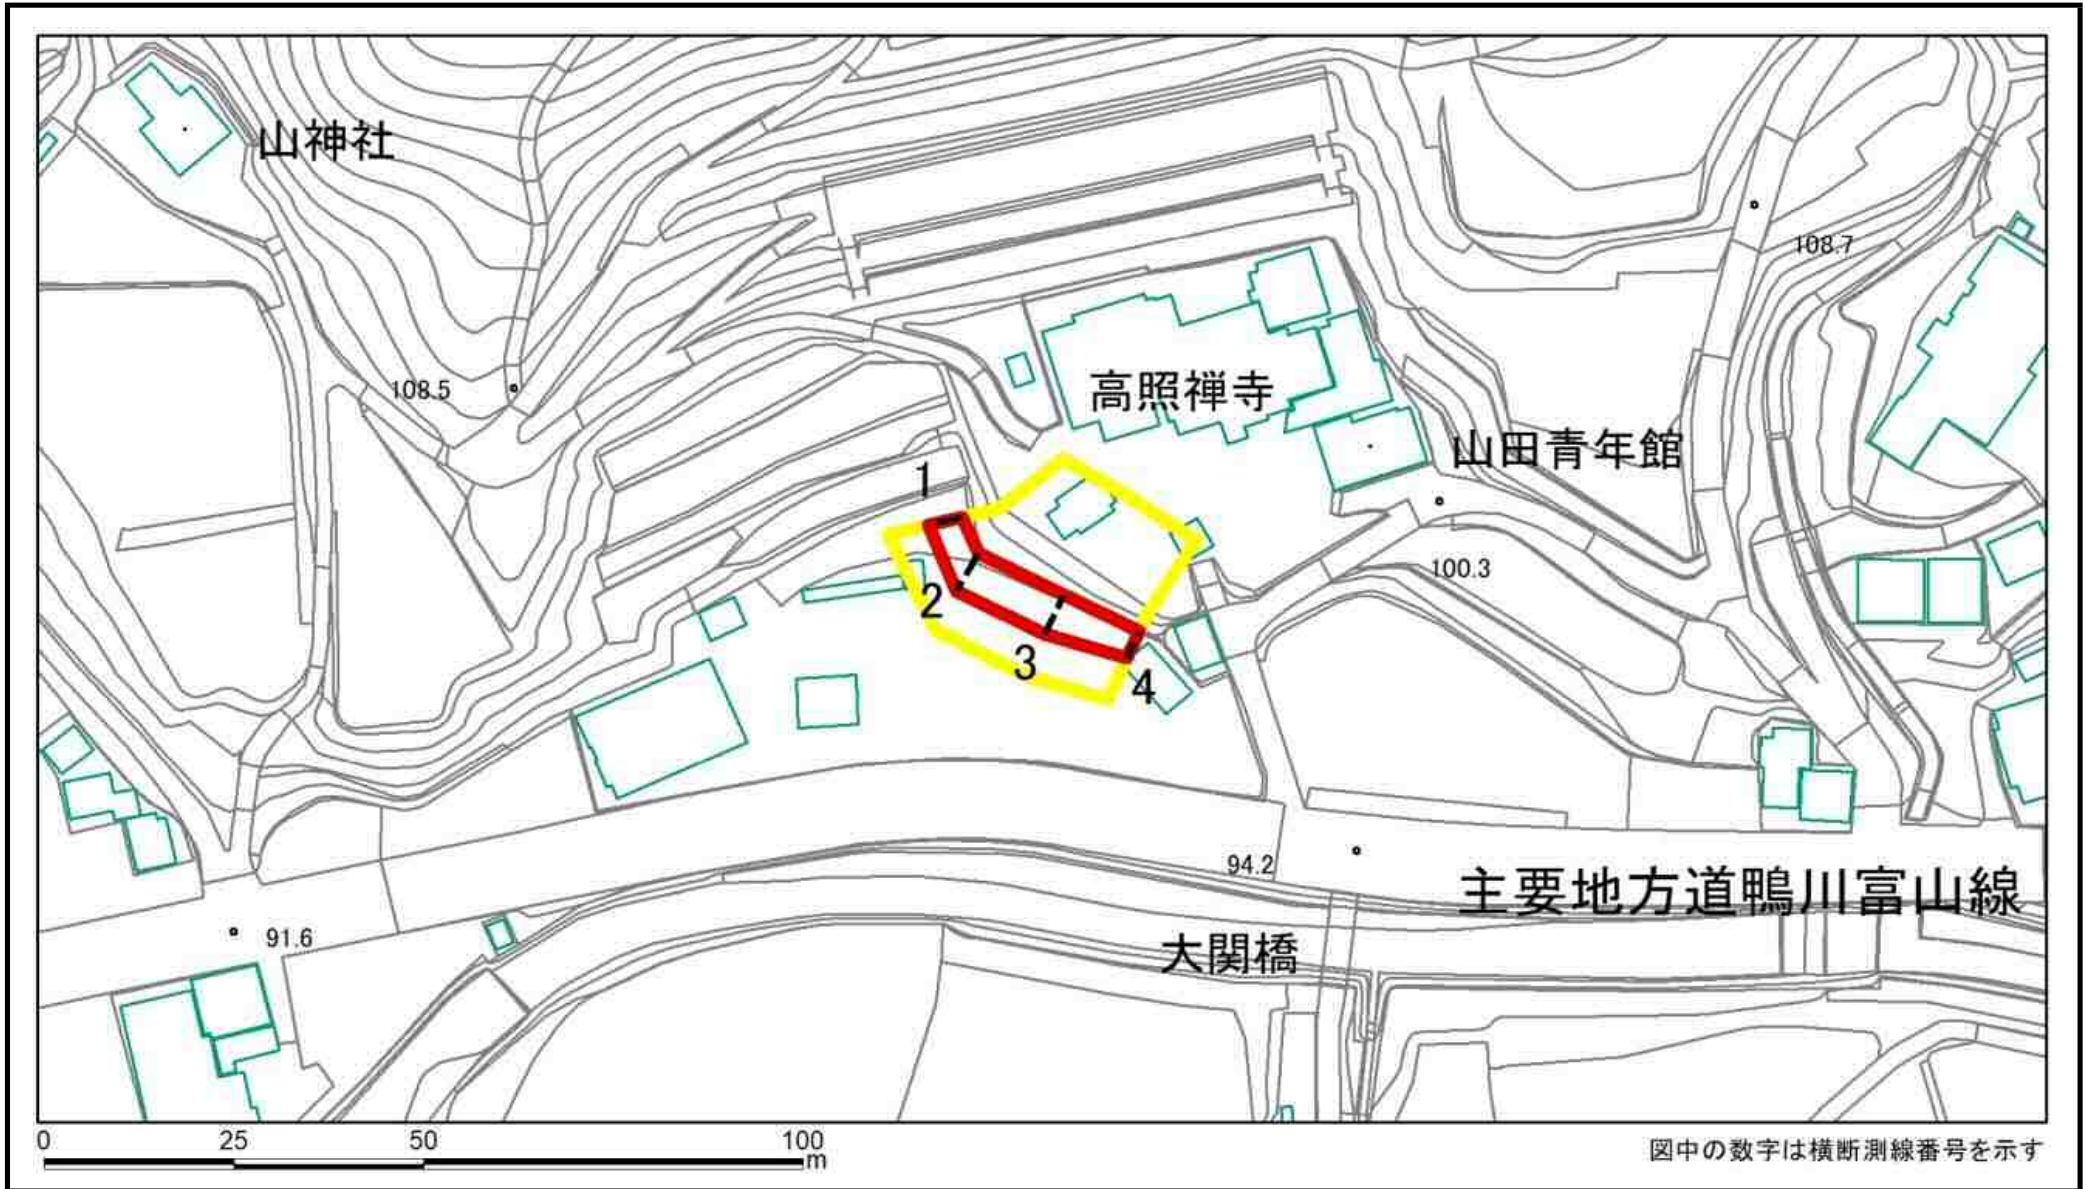 山神社
108.7
108.5
高照禅寺
山田青年館
1
100.3
2
3
4
94.2
主要地方道鴨川富山線
91.6
大関橋
0 25 50 100
m
図中の数字は横断測線番号を示す